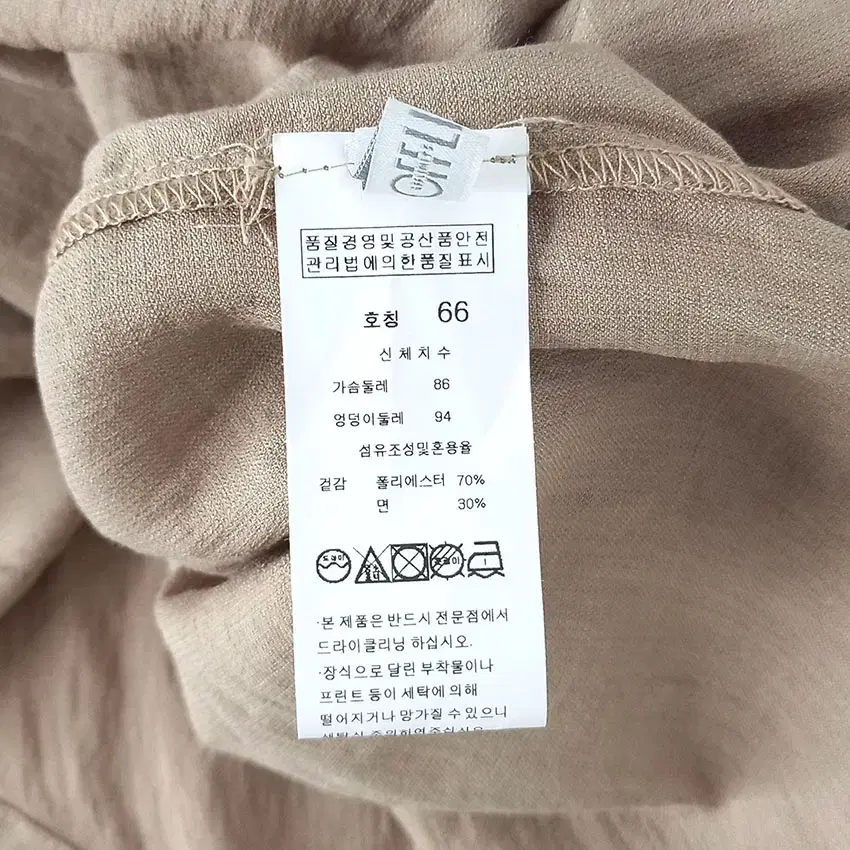 품질경영및공산품안전
관리법에의한품질표시
호칭 66
신체치수
가슴둘레 86
엉덩이둘레 94
섬유조성및혼용율
겉감 폴리에스터 70%
면 30%
드라이
·본 제품은 반드시 전문점에서
드라이클리닝 하십시오.
·장식으로 달린 부착물이나
프린트 등이 세탁에 의해
떨어지거나 망가질 수 있으니